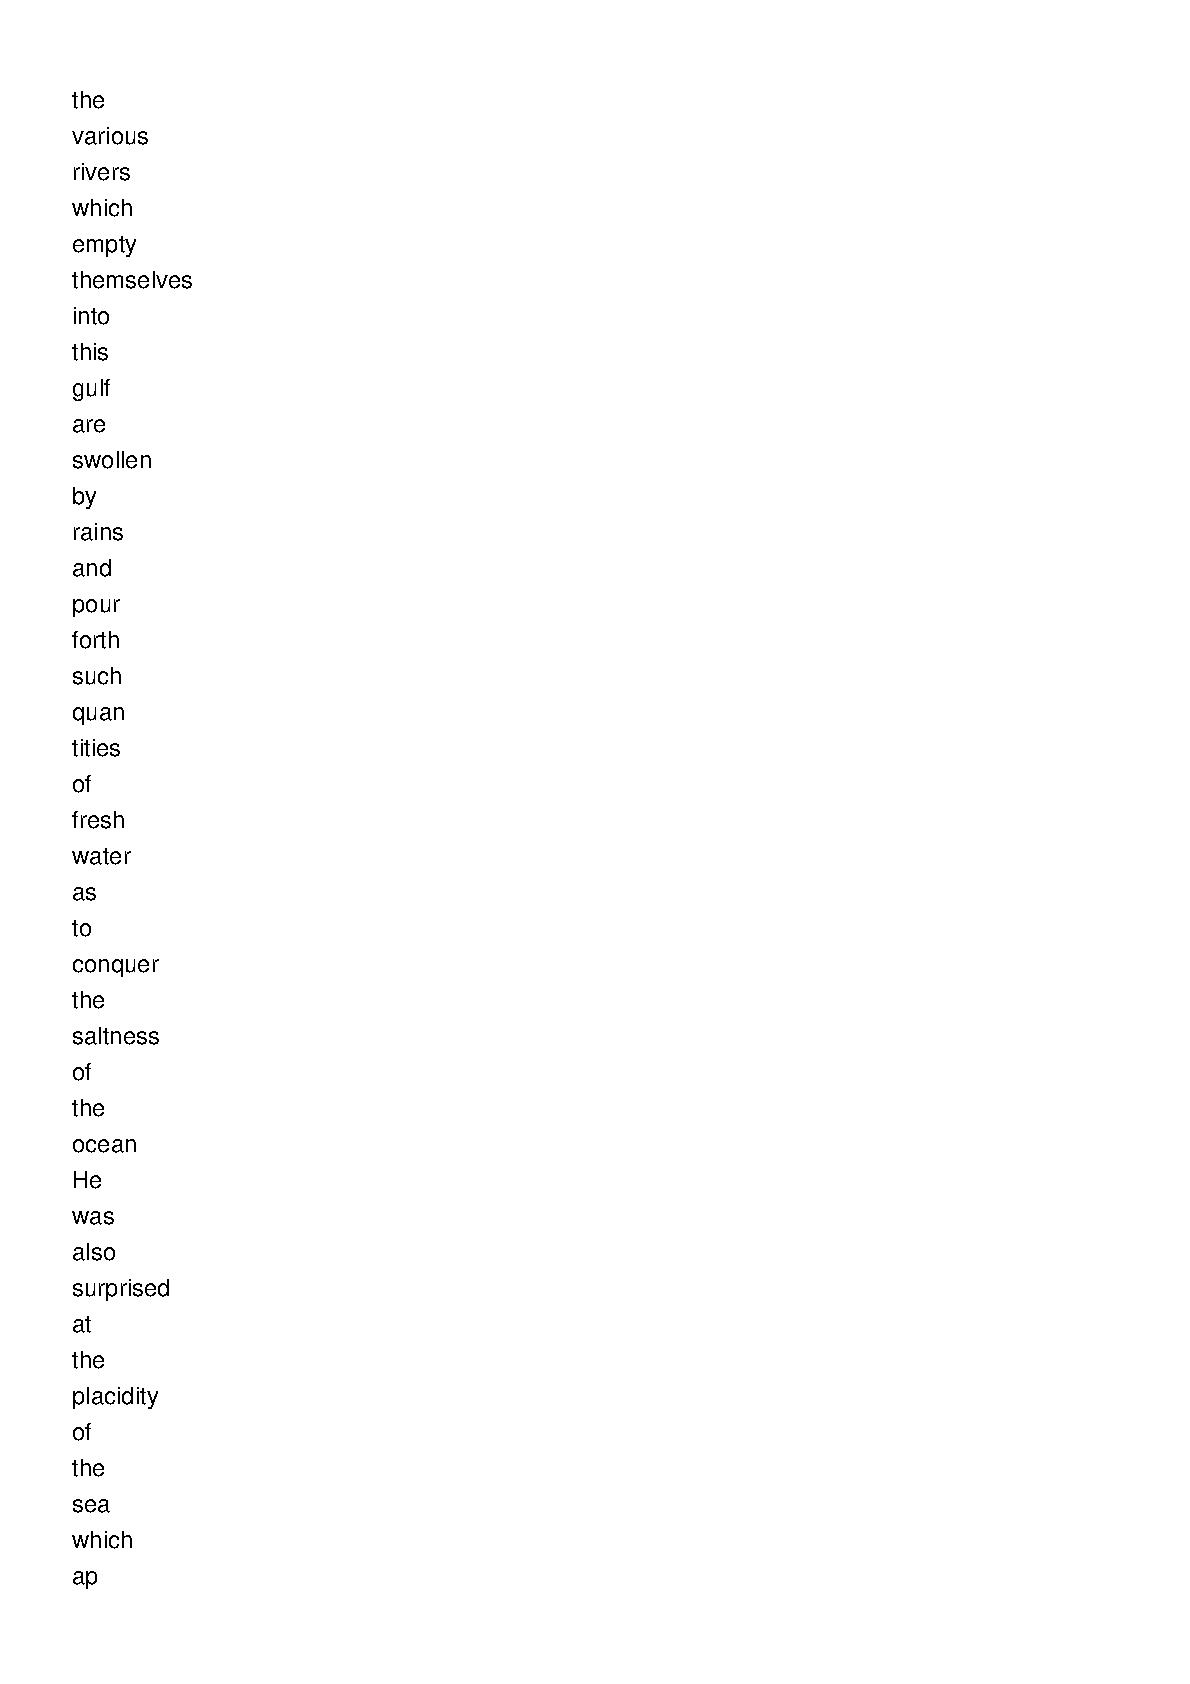 the
various
rivers
which
empty
themselves
into
this
gulf
are
swollen
by
rains
and
pour
forth
such
quan
tities
of
fresh
water
as
to
conquer
the
saltness
of
the
ocean
He
was
also
surprised
at
the
placidity
of
the
sea
which
ap